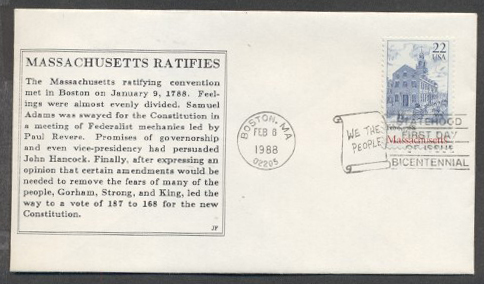 MASSACHUSETTS RATIFIES
The Massachusetts ratifying convention
met in Boston on January 9, 1788. Feel-
ings were almost evenly divided. Samuel
Adams was swayed for the Constitution in
a meeting of Federalist mechanics led by
Paul Revere. Promises of governorship
and even vice-presidency had persuaded
John Hancock. Finally, after expressing an
opinion that certain amendments would be
needed to remove the fears of many of the
people, Gorham, Strong, and King, led the
way to a vote of 187 to 168 for the new
Constitution.
JF
BOSTON, MA
FEB 6
1988
02205
WE THE
PEOPLE
22
USA
STATEHOOD
FIRST DAY
OF ISSUE
BICENTENNIAL
Massachusetts